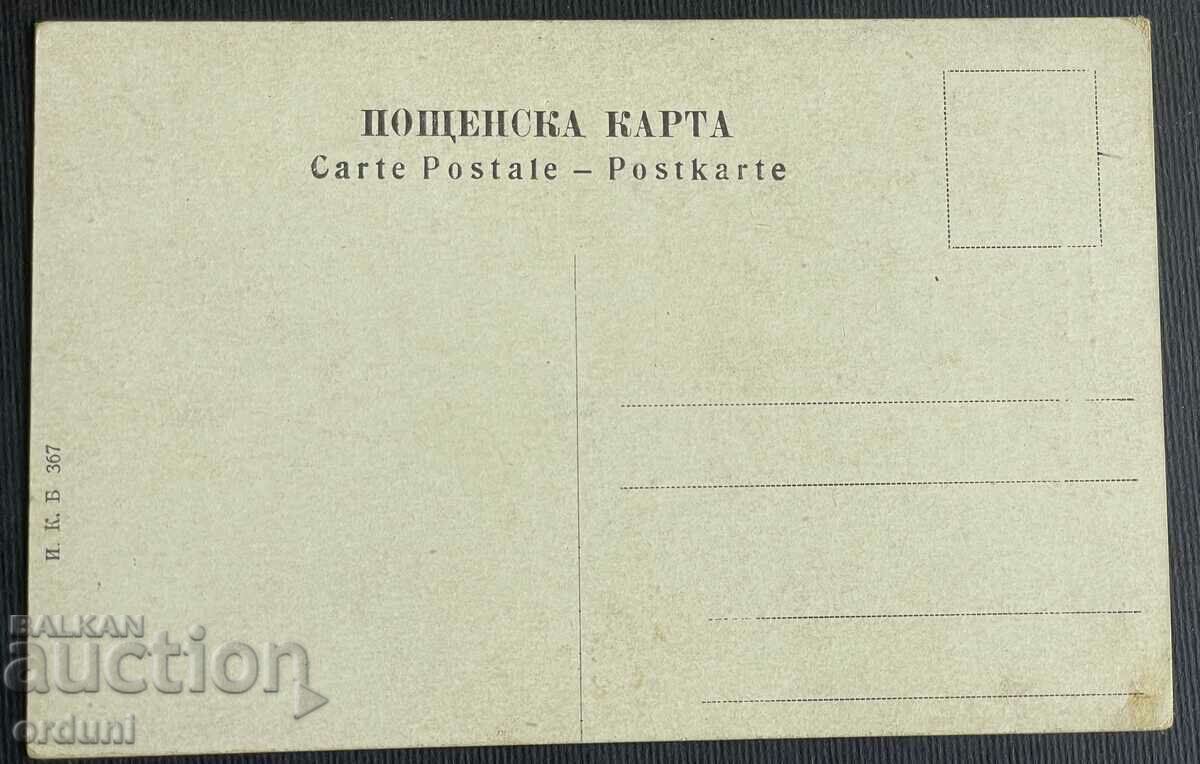 ПОЩЕНСКА КАРТА
Carte Postale – Postkarte
И. К. Б 367
BALKAN
auction
orduni